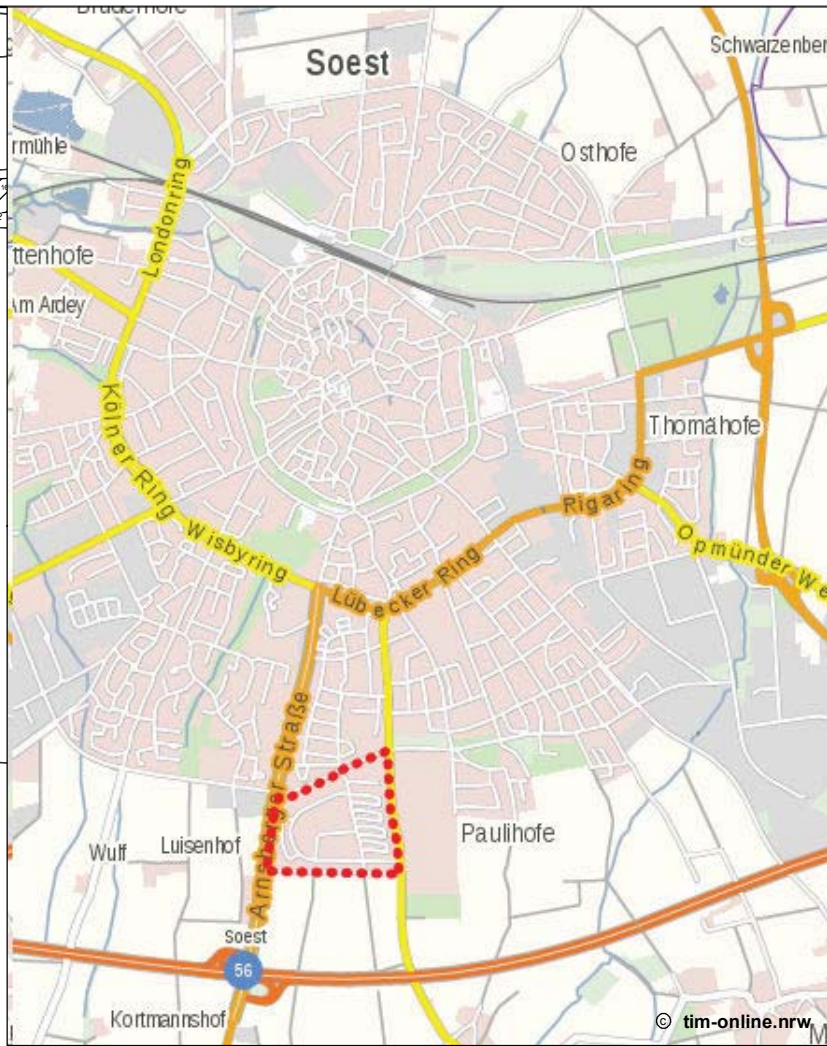 Soest
Schwarzenber
rmühle
Osthofe
Londonring
ttenhofe
Am Ardey
Kölner Ring
Thomähofe
Rigaring
Wisbyring
Opmünder We
Lübecker Ring
Arnsberger Straße
Paulihofe
Wulf
Luisenhof
Soest
56
Kortmannshof
© tim-online.nrw